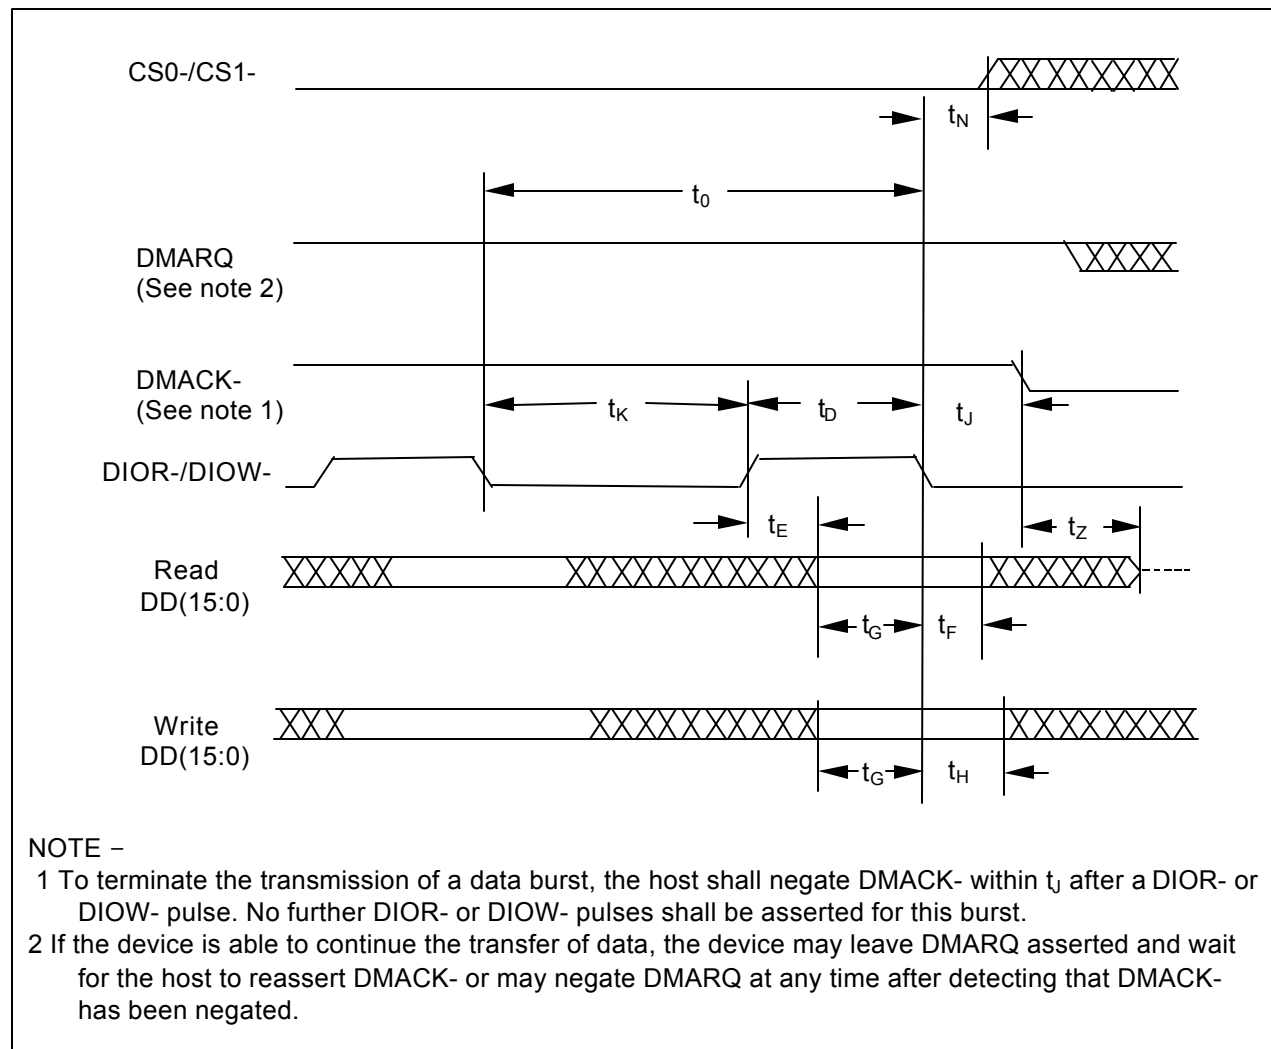 CS0-/CS1-
tN
t0
DMARQ
(See note 2)
DMACK-
(See note 1)
tK
tD
tJ
DIOR-/DIOW-
tE
tZ
Read
DD(15:0)
tG
tF
Write
DD(15:0)
tG
tH
NOTE –
1 To terminate the transmission of a data burst, the host shall negate DMACK- within tJ after a DIOR- or
DIOW- pulse. No further DIOR- or DIOW- pulses shall be asserted for this burst.
2 If the device is able to continue the transfer of data, the device may leave DMARQ asserted and wait
for the host to reassert DMACK- or may negate DMARQ at any time after detecting that DMACK-
has been negated.